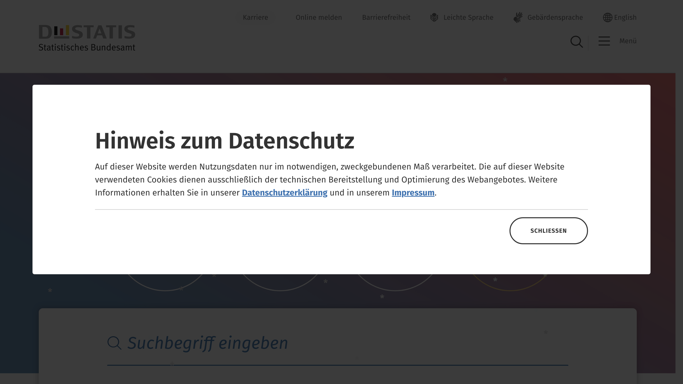 Karriere Online melden Barrierefreiheit Leichte Sprache Gebärdensprache English
DESTATIS
Statistisches Bundesamt
Menü
Hinweis zum Datenschutz
Auf dieser Website werden Nutzungsdaten nur im notwendigen, zweckgebundenen Maß verarbeitet. Die auf dieser Website
verwendeten Cookies dienen ausschließlich der technischen Bereitstellung und Optimierung des Webangebotes. Weitere
Informationen erhalten Sie in unserer Datenschutzerklärung und in unserem Impressum.
SCHLIESSEN
Suchbegriff eingeben